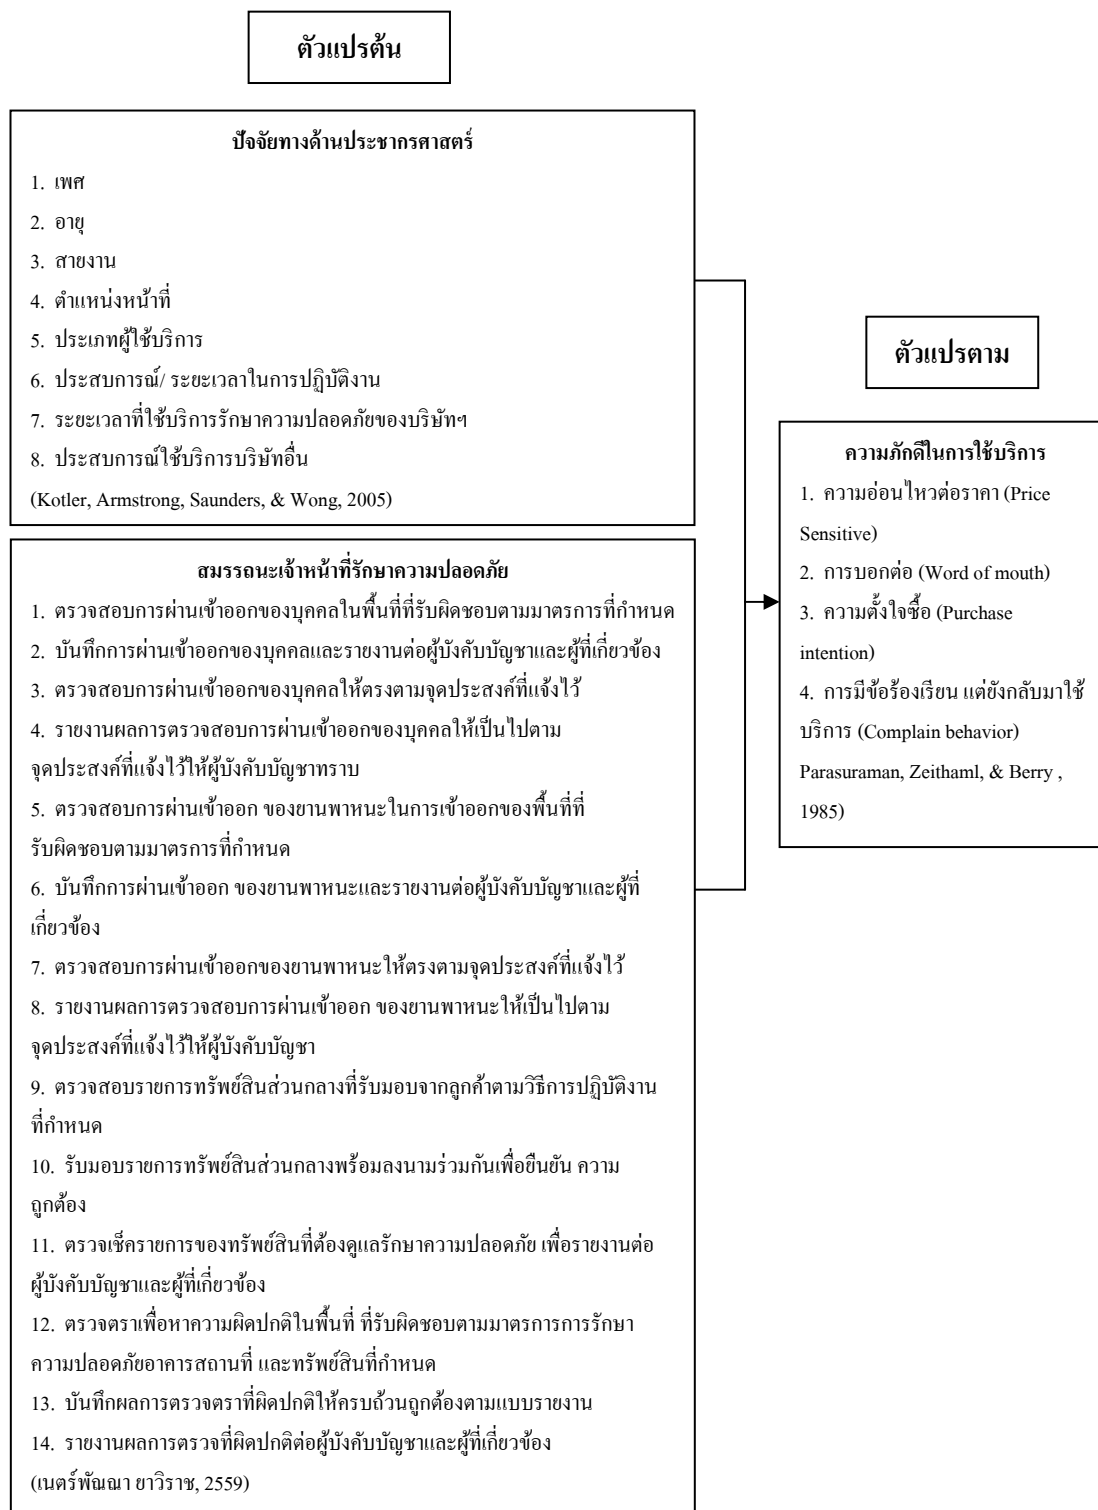 ตัวแปรต้น
ปัจจัยทางด้านประชากรศาสตร์
1. เพศ
2. อายุ
3. สายงาน
4. ตำแหน่งหน้าที่
5. ประเภทผู้ใช้บริการ
6. ประสบการณ์/ ระยะเวลาในการปฏิบัติงาน
7. ระยะเวลาที่ใช้บริการรักษาความปลอดภัยของบริษัทฯ
8. ประสบการณ์ใช้บริการบริษัทอื่น
(Kotler, Armstrong, Saunders, & Wong, 2005)
สมรรถนะเจ้าหน้าที่รักษาความปลอดภัย
1. ตรวจสอบการผ่านเข้าออกของบุคคลในพื้นที่ที่รับผิดชอบตามมาตรการที่กำหนด
2. บันทึกการผ่านเข้าออกของบุคคลและรายงานต่อผู้บังคับบัญชาและผู้ที่เกี่ยวข้อง
3. ตรวจสอบการผ่านเข้าออกของบุคคลให้ตรงตามจุดประสงค์ที่แจ้งไว้
4. รายงานผลการตรวจสอบการผ่านเข้าออกของบุคคลให้เป็นไปตาม
จุดประสงค์ที่แจ้งไว้ให้ผู้บังคับบัญชาทราบ
5. ตรวจสอบการผ่านเข้าออก ของยานพาหนะในการเข้าออกของพื้นที่ที่
รับผิดชอบตามมาตรการที่กำหนด
6. บันทึกการผ่านเข้าออก ของยานพาหนะและรายงานต่อผู้บังคับบัญชาและผู้ที่
เกี่ยวข้อง
7. ตรวจสอบการผ่านเข้าออกของยานพาหนะให้ตรงตามจุดประสงค์ที่แจ้งไว้
8. รายงานผลการตรวจสอบการผ่านเข้าออก ของยานพาหนะให้เป็นไปตาม
จุดประสงค์ที่แจ้งไว้ให้ผู้บังคับบัญชา
9. ตรวจสอบรายการทรัพย์สินส่วนกลางที่รับมอบจากลูกค้าตามวิธีการปฏิบัติงาน
ที่กำหนด
10. รับมอบรายการทรัพย์สินส่วนกลางพร้อมลงนามร่วมกันเพื่อยืนยัน ความ
ถูกต้อง
11. ตรวจเช็ครายการของทรัพย์สินที่ต้องดูแลรักษาความปลอดภัย เพื่อรายงานต่อ
ผู้บังคับบัญชาและผู้ที่เกี่ยวข้อง
12. ตรวจตราเพื่อหาความผิดปกติในพื้นที่ ที่รับผิดชอบตามมาตรการการรักษา
ความปลอดภัยอาคารสถานที่ และทรัพย์สินที่กำหนด
13. บันทึกผลการตรวจตราที่ผิดปกติให้ครบถ้วนถูกต้องตามแบบรายงาน
14. รายงานผลการตรวจที่ผิดปกติต่อผู้บังคับบัญชาและผู้ที่เกี่ยวข้อง
(เนตร์พัณณา ยาวิราช, 2559)
ตัวแปรตาม
ความภักดีในการใช้บริการ
1. ความอ่อนไหวต่อราคา (Price
Sensitive)
2. การบอกต่อ (Word of mouth)
3. ความตั้งใจซื้อ (Purchase
intention)
4. การมีข้อร้องเรียน แต่ยังกลับมาใช้
บริการ (Complain behavior)
Parasuraman, Zeithaml, & Berry ,
1985)